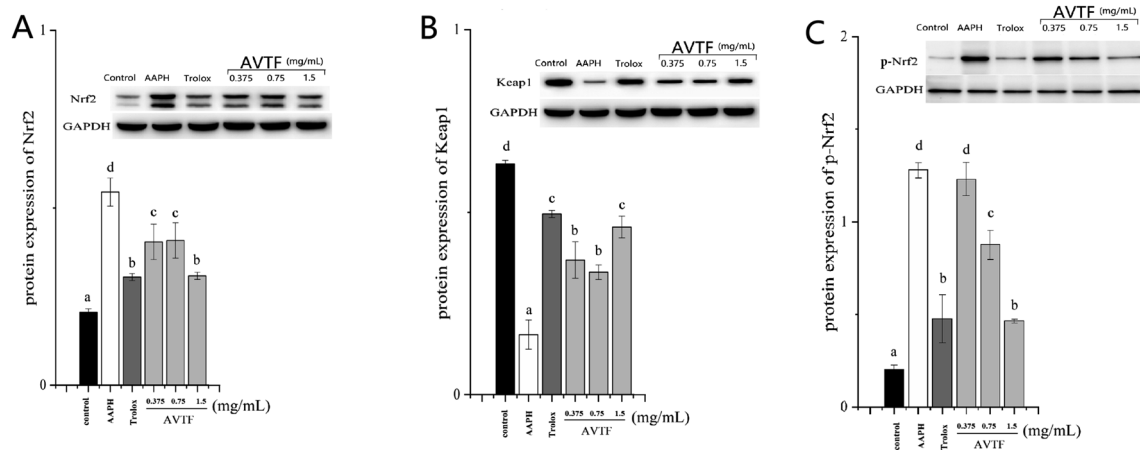 A
AVTF (mg/mL)
Control AAPH Trolox 0.375 0.75 1.5
Nrf2
GAPDH
protein expression of Nrf2
1
0
a
d
b
c
c
b
control
AAPH
Trolox
0.375 0.75 1.5 (mg/mL)
AVTF
B
AVTF (mg/mL)
Control AAPH Trolox 0.375 0.75 1.5
Keap1
GAPDH
protein expression of Keap1
1
0
d
a
c
b
b
c
control
AAPH
Trolox
0.375 0.75 1.5 (mg/mL)
AVTF
C
AVTF (mg/mL)
Control AAPH Trolox 0.375 0.75 1.5
p-Nrf2
GAPDH
protein expression of p-Nrf2
2
1
0
a
d
b
d
c
b
control
AAPH
Trolox
0.375 0.75 1.5 (mg/mL)
AVTF